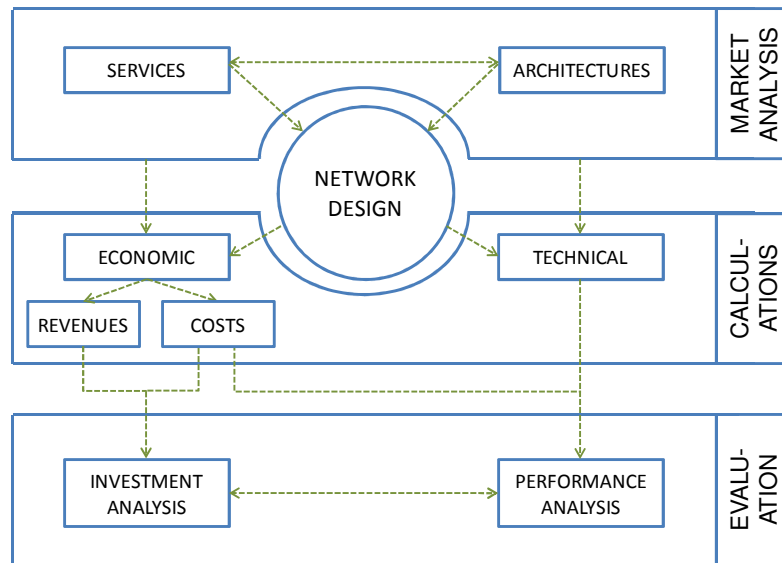 SERVICES
ARCHITECTURES
MARKET
ANALYSIS
NETWORK
DESIGN
ECONOMIC
TECHNICAL
REVENUES
COSTS
CALCUL-
ATIONS
INVESTMENT
ANALYSIS
PERFORMANCE
ANALYSIS
EVALU-
ATION